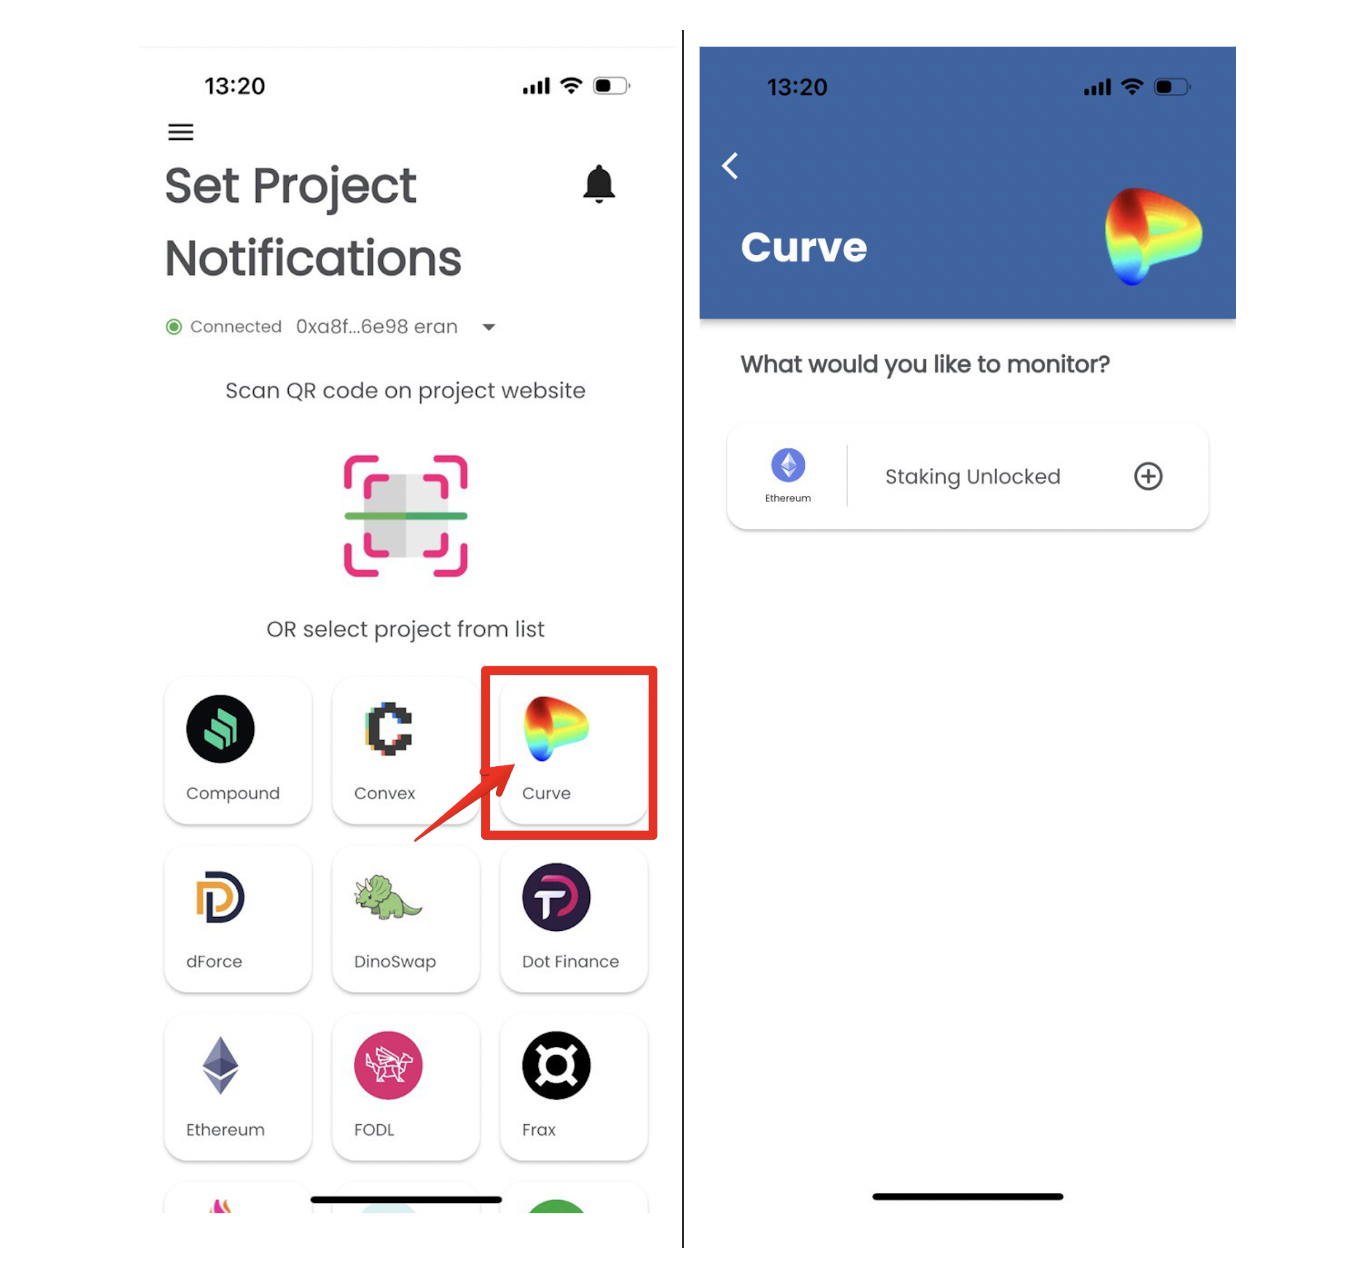 13:20
Set Project
Notifications
Connected 0xa8f...6e98 eran
Scan QR code on project website
OR select project from list
Compound Convex Curve
dForce DinoSwap Dot Finance
Ethereum FODL Frax
13:20
Curve
What would you like to monitor?
Ethereum
Staking Unlocked